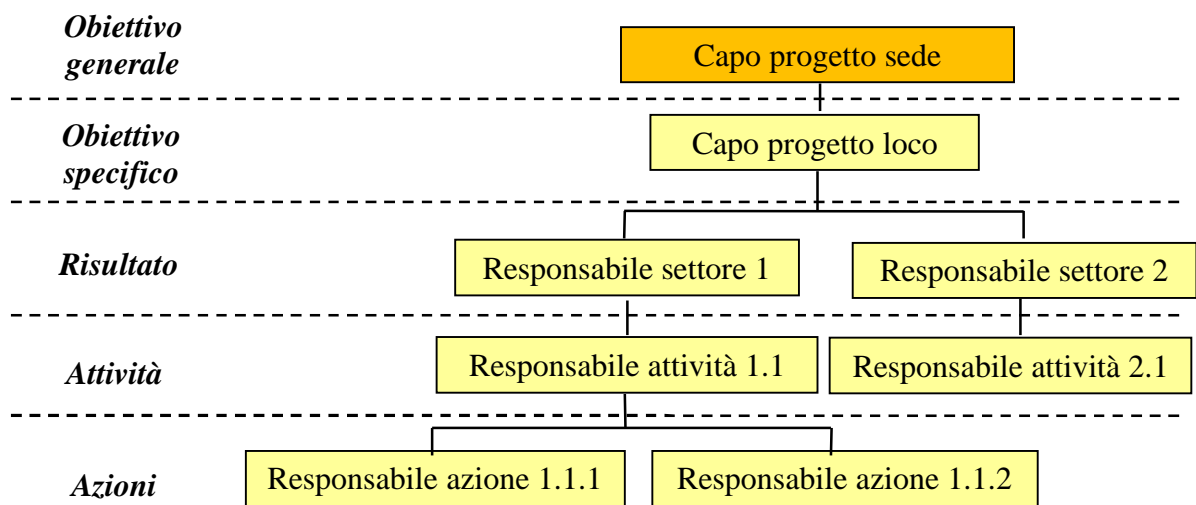 Obiettivo
generale
Capo progetto sede
Obiettivo
specifico
Capo progetto loco
Risultato
Responsabile settore 1
Responsabile settore 2
Attività
Responsabile attività 1.1
Responsabile attività 2.1
Azioni
Responsabile azione 1.1.1
Responsabile azione 1.1.2